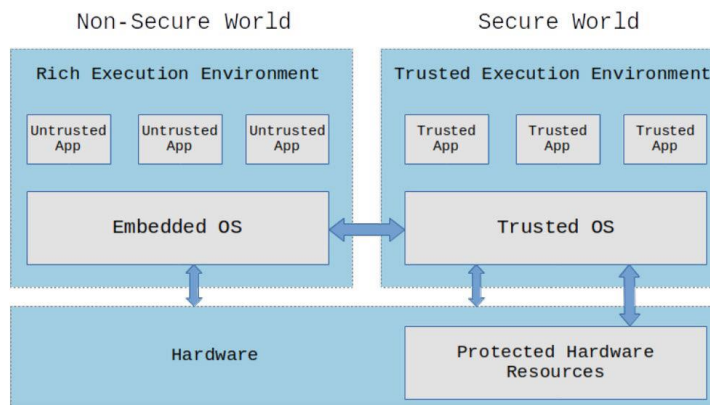 Non-Secure World
Secure World
Rich Execution Environment
Trusted Execution Environment
Untrusted
App
Untrusted
App
Untrusted
App
Trusted
App
Trusted
App
Trusted
App
Embedded OS
Trusted OS
Hardware
Protected Hardware
Resources